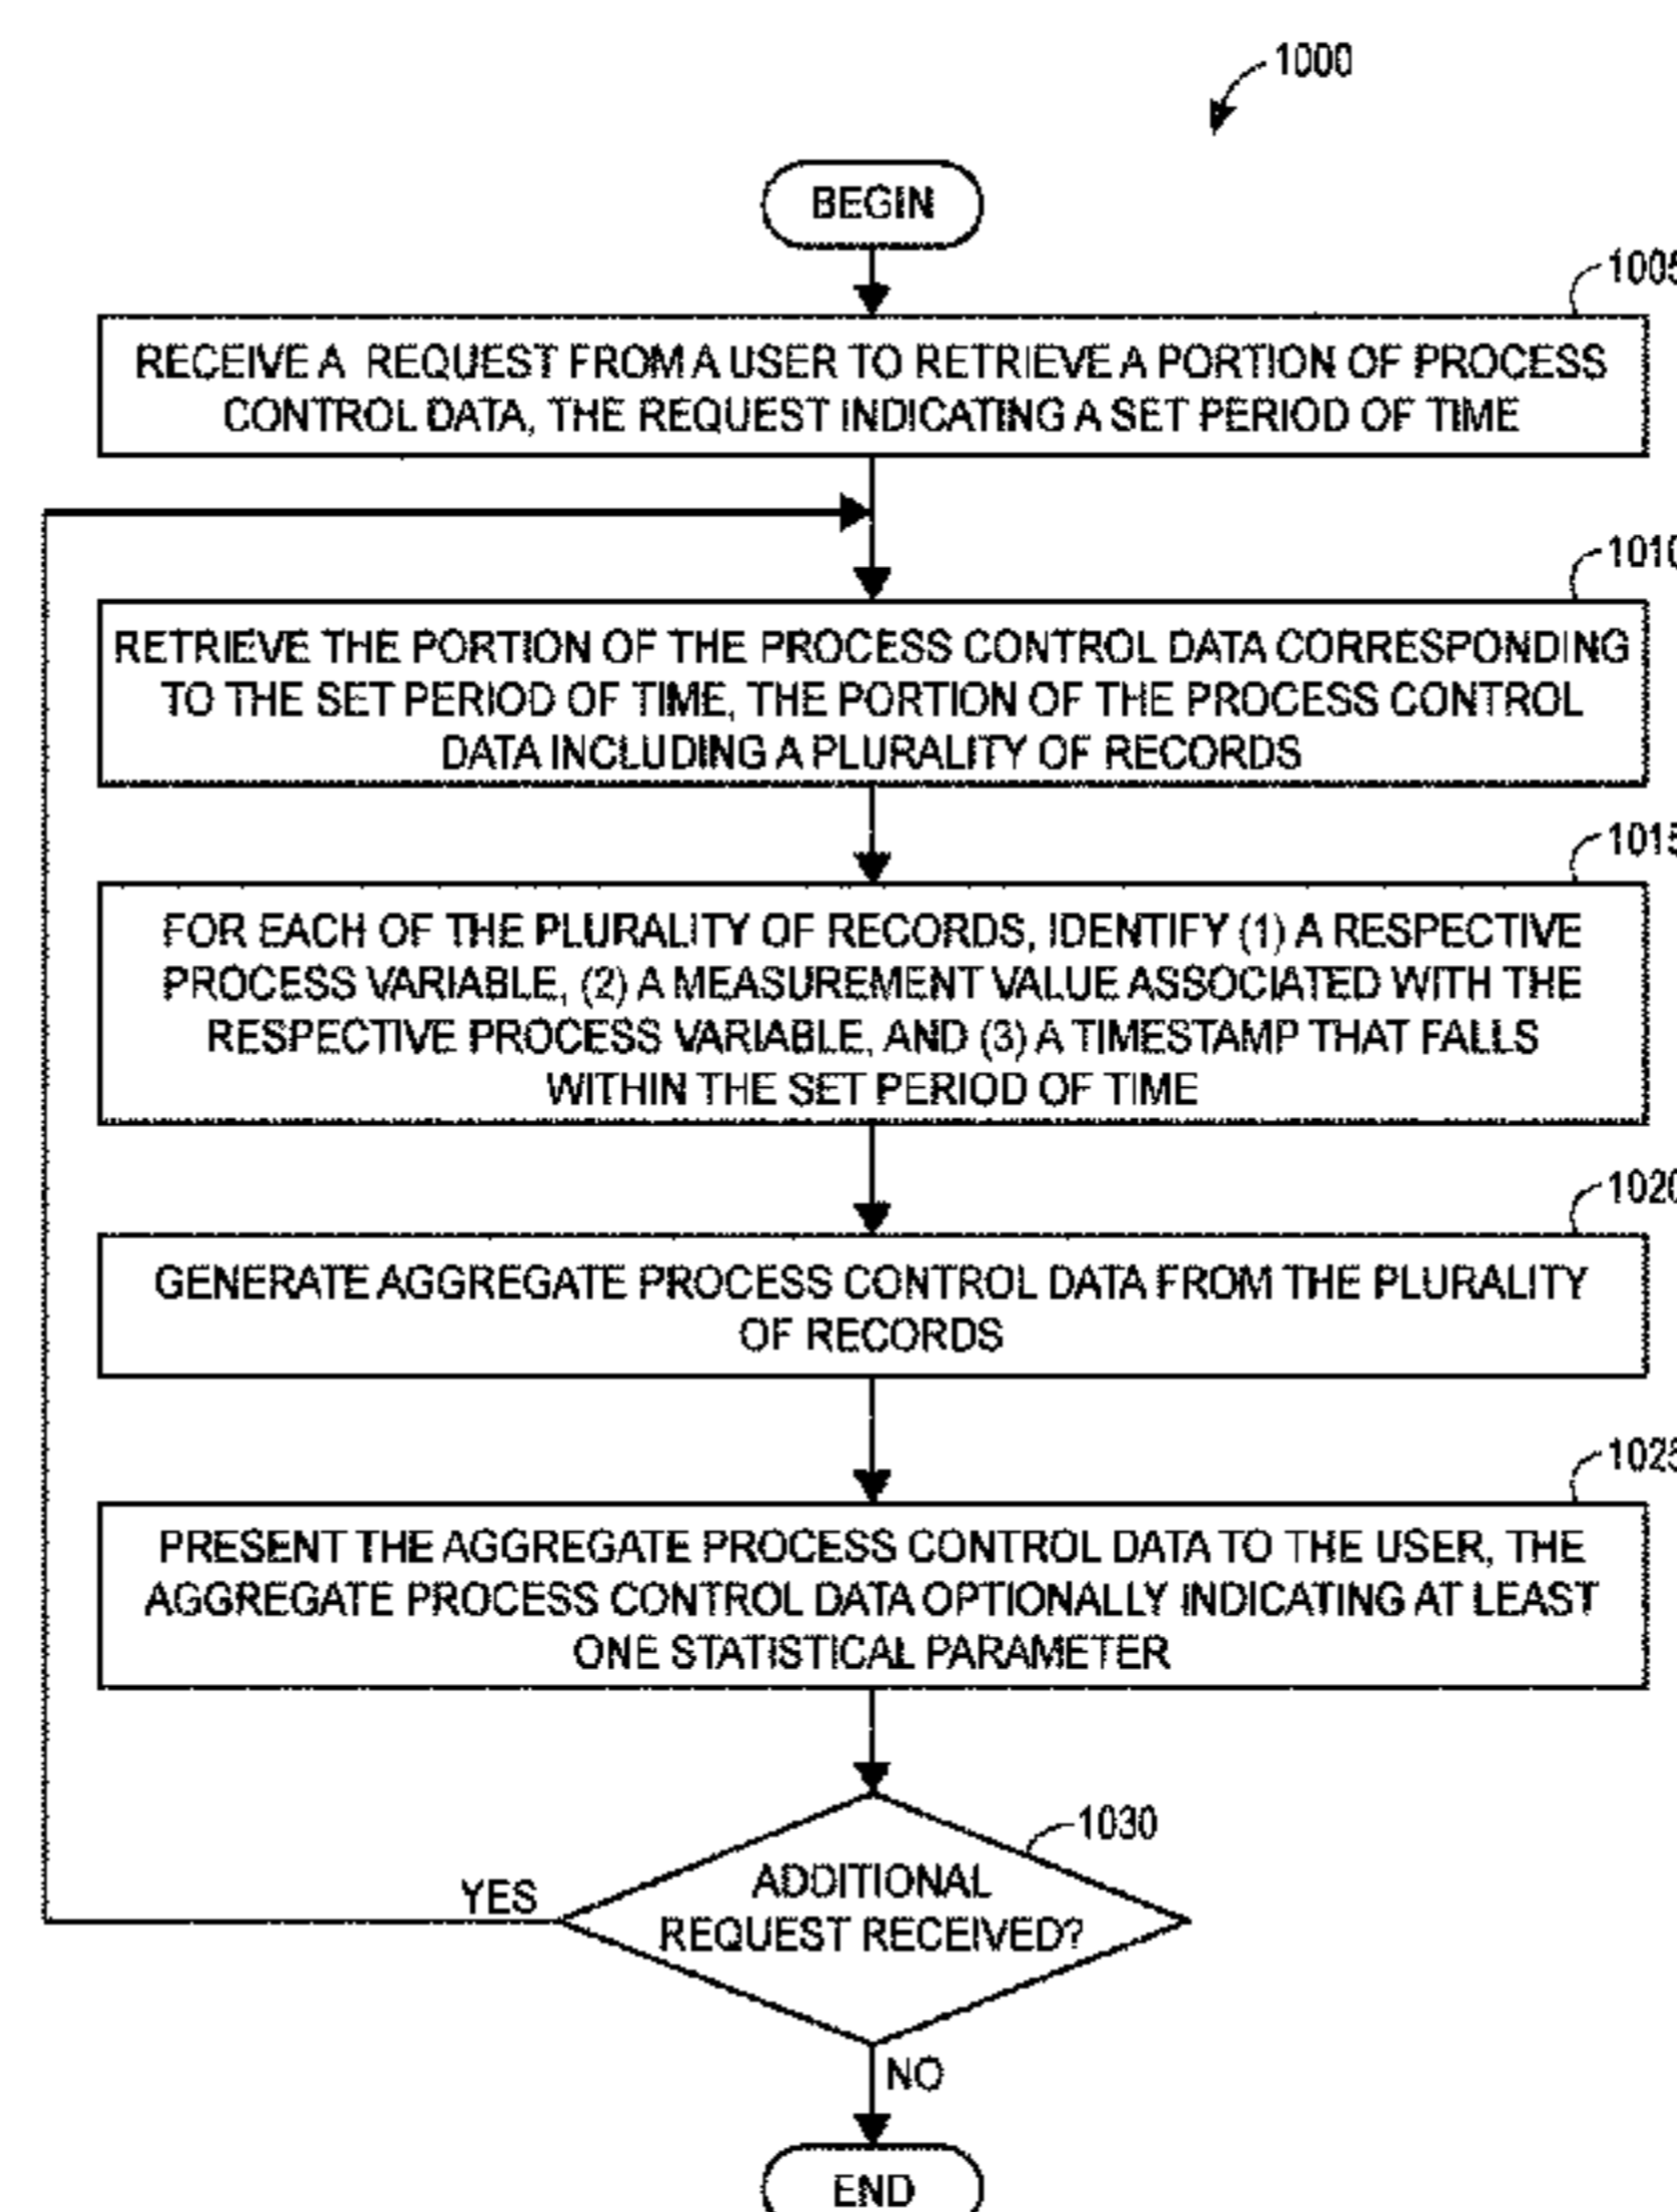 1000
BEGIN
1005
RECEIVE A REQUEST FROM A USER TO RETRIEVE A PORTION OF PROCESS
CONTROL DATA, THE REQUEST INDICATING A SET PERIOD OF TIME
1010
RETRIEVE THE PORTION OF THE PROCESS CONTROL DATA CORRESPONDING
TO THE SET PERIOD OF TIME, THE PORTION OF THE PROCESS CONTROL
DATA INCLUDING A PLURALITY OF RECORDS
1015
FOR EACH OF THE PLURALITY OF RECORDS, IDENTIFY (1) A RESPECTIVE
PROCESS VARIABLE, (2) A MEASUREMENT VALUE ASSOCIATED WITH THE
RESPECTIVE PROCESS VARIABLE, AND (3) A TIMESTAMP THAT FALLS
WITHIN THE SET PERIOD OF TIME
1020
GENERATE AGGREGATE PROCESS CONTROL DATA FROM THE PLURALITY
OF RECORDS
1025
PRESENT THE AGGREGATE PROCESS CONTROL DATA TO THE USER, THE
AGGREGATE PROCESS CONTROL DATA OPTIONALLY INDICATING AT LEAST
ONE STATISTICAL PARAMETER
1030
ADDITIONAL
REQUEST RECEIVED?
YES
NO
END